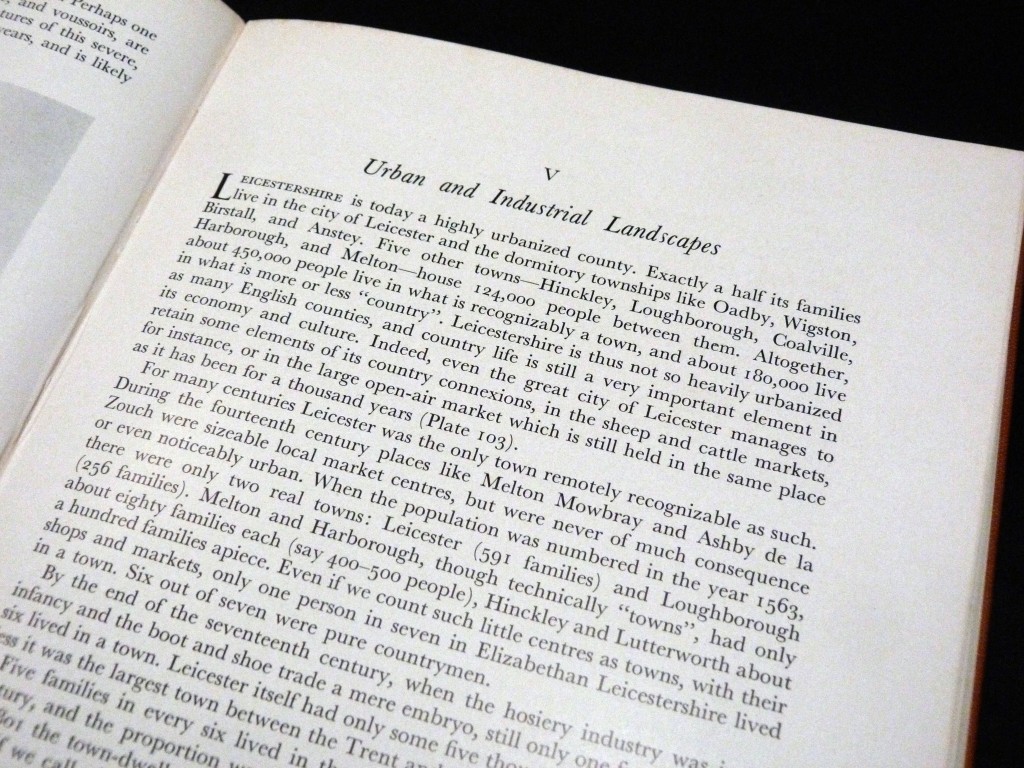 Perhaps one
and voussoirs, are
tures of this severe,
years, and is likely
V
Urban and Industrial Landscapes
LEICESTERSHIRE is today a highly urbanized county. Exactly a half its families
live in the city of Leicester and the dormitory townships like Oadby, Wigston,
Birstall, and Anstey. Five other towns—Hinckley, Loughborough, Coalville,
Harborough, and Melton—house 124,000 people between them. Altogether,
about 450,000 people live in what is recognizably a town, and about 180,000 live
in what is more or less "country". Leicestershire is thus not so heavily urbanized
as many English counties, and country life is still a very important element in
its economy and culture. Indeed, even the great city of Leicester manages to
retain some elements of its country connexions, in the sheep and cattle markets,
for instance, or in the large open-air market which is still held in the same place
as it has been for a thousand years (Plate 103).
For many centuries Leicester was the only town remotely recognizable as such.
During the fourteenth century places like Melton Mowbray and Ashby de la
Zouch were sizeable local market centres, but were never of much consequence
or even noticeably urban. When the population was numbered in the year 1563,
there were only two real towns: Leicester (591 families) and Loughborough
(256 families). Melton and Harborough, though technically "towns", had only
about eighty families each (say 400–500 people), Hinckley and Lutterworth about
a hundred families apiece. Even if we count such little centres as towns, with their
shops and markets, only one person in seven in Elizabethan Leicestershire lived
in a town. Six out of seven were pure countrymen.
By the end of the seventeenth century, when the hosiery industry was
infancy and the boot and shoe trade a mere embryo, still only one
six lived in a town. Leicester itself had only some five
ess it was the largest town between the Trent
Five families in every six lived in
tury, and the proportion
the town-dwell
if we call